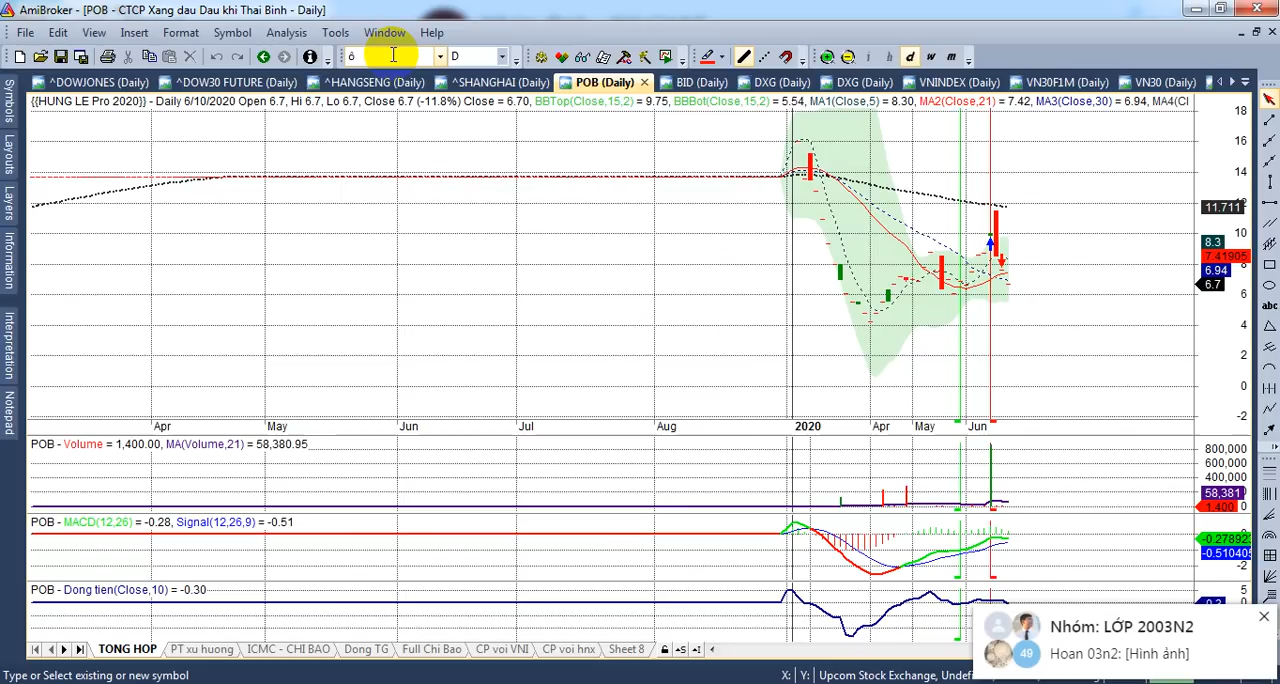 AmiBroker - [POB - CTCP Xang dau Dau khi Thai Binh - Daily]
File Edit View Insert Format Symbol Analysis Tools Window Help
ô D
i d w m
^DOWJONES (Daily) ^DOW30 FUTURE (Daily) ^HANGSENG (Daily) ^SHANGHAI (Daily) POB (Daily) BID (Daily) DXG (Daily) DXG (Daily) VNINDEX (Daily) VN30F1M (Daily) VN30 (Daily)
{{HUNG LE Pro 2020}} - Daily 6/10/2020 Open 6.7, Hi 6.7, Lo 6.7, Close 6.7 (-11.8%) Close = 6.70, BBTop(Close,15,2) = 9.75, BBBot(Close,15,2) = 5.54, MA1(Close,5) = 8.30, MA2(Close,21) = 7.42, MA3(Close,30) = 6.94, MA4(Cl
Symbols
Layouts
Layers
Information
Interpretation
Notepad
abc
18
16
14
12
11.711
10
8.3
8
7.41905
6.94
6.7
6
4
2
0
-2
Apr May Jun Jul Aug 2020 Apr May Jun
POB - Volume = 1,400.00, MA(Volume,21) = 58,380.95
800,000
600,000
400,000
58,381
1,400
0
POB - MACD(12,26) = -0.28, Signal(12,26,9) = -0.51
-0.278923
-0.510405
-2
POB - Dong tien(Close,10) = -0.30
5
0
Nhóm: LỚP 2003N2
49 Hoan 03n2: [Hình ảnh]
TONG HOP PT xu huong ICMC - CHI BAO Dong TG Full Chi Bao CP voi VNI CP voi hnx Sheet 8
Type or Select existing or new symbol
X: Y: Upcom Stock Exchange, Undefi